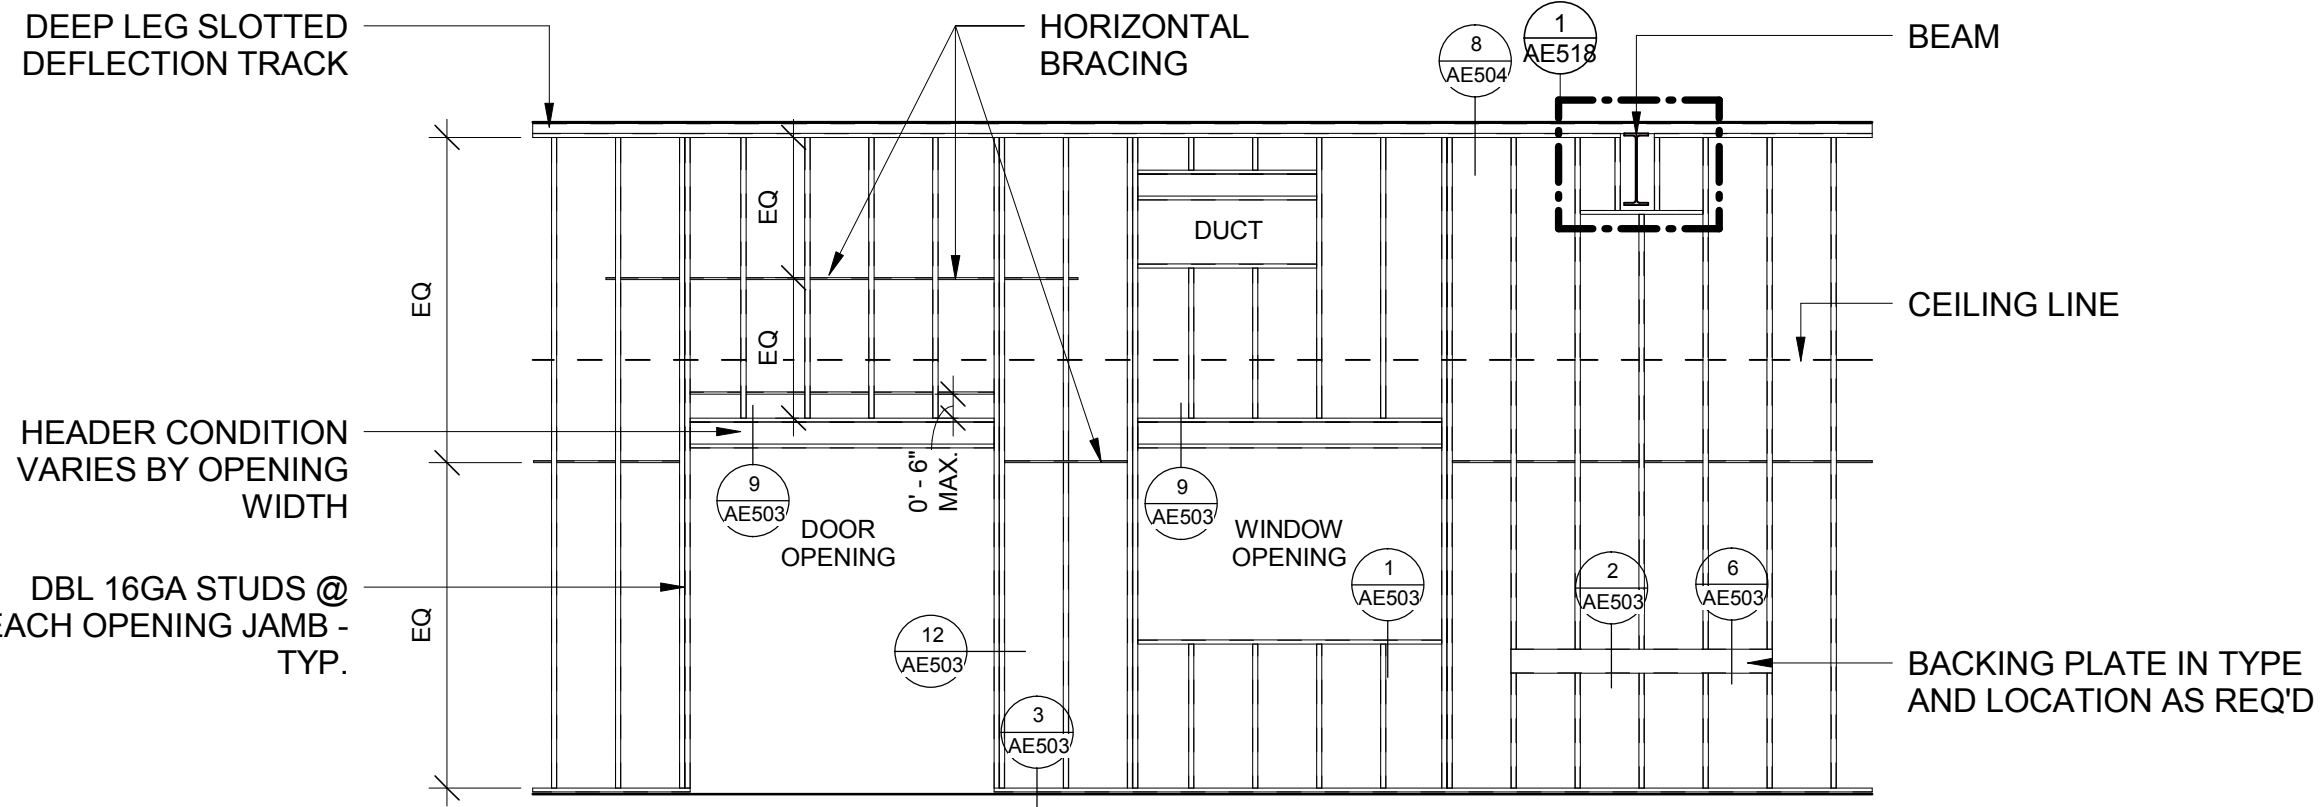 DEEP LEG SLOTTED
DEFLECTION TRACK
HORIZONTAL
BRACING
8
AE504
1
AE518
BEAM
EQ
EQ
EQ
DUCT
CEILING LINE
HEADER CONDITION
VARIES BY OPENING
WIDTH
0' - 6"
MAX.
9
AE503
DOOR
OPENING
9
AE503
WINDOW
OPENING
1
AE503
2
AE503
6
AE503
DBL 16GA STUDS @
EACH OPENING JAMB -
TYP.
EQ
12
AE503
3
AE503
BACKING PLATE IN TYPE
AND LOCATION AS REQ'D